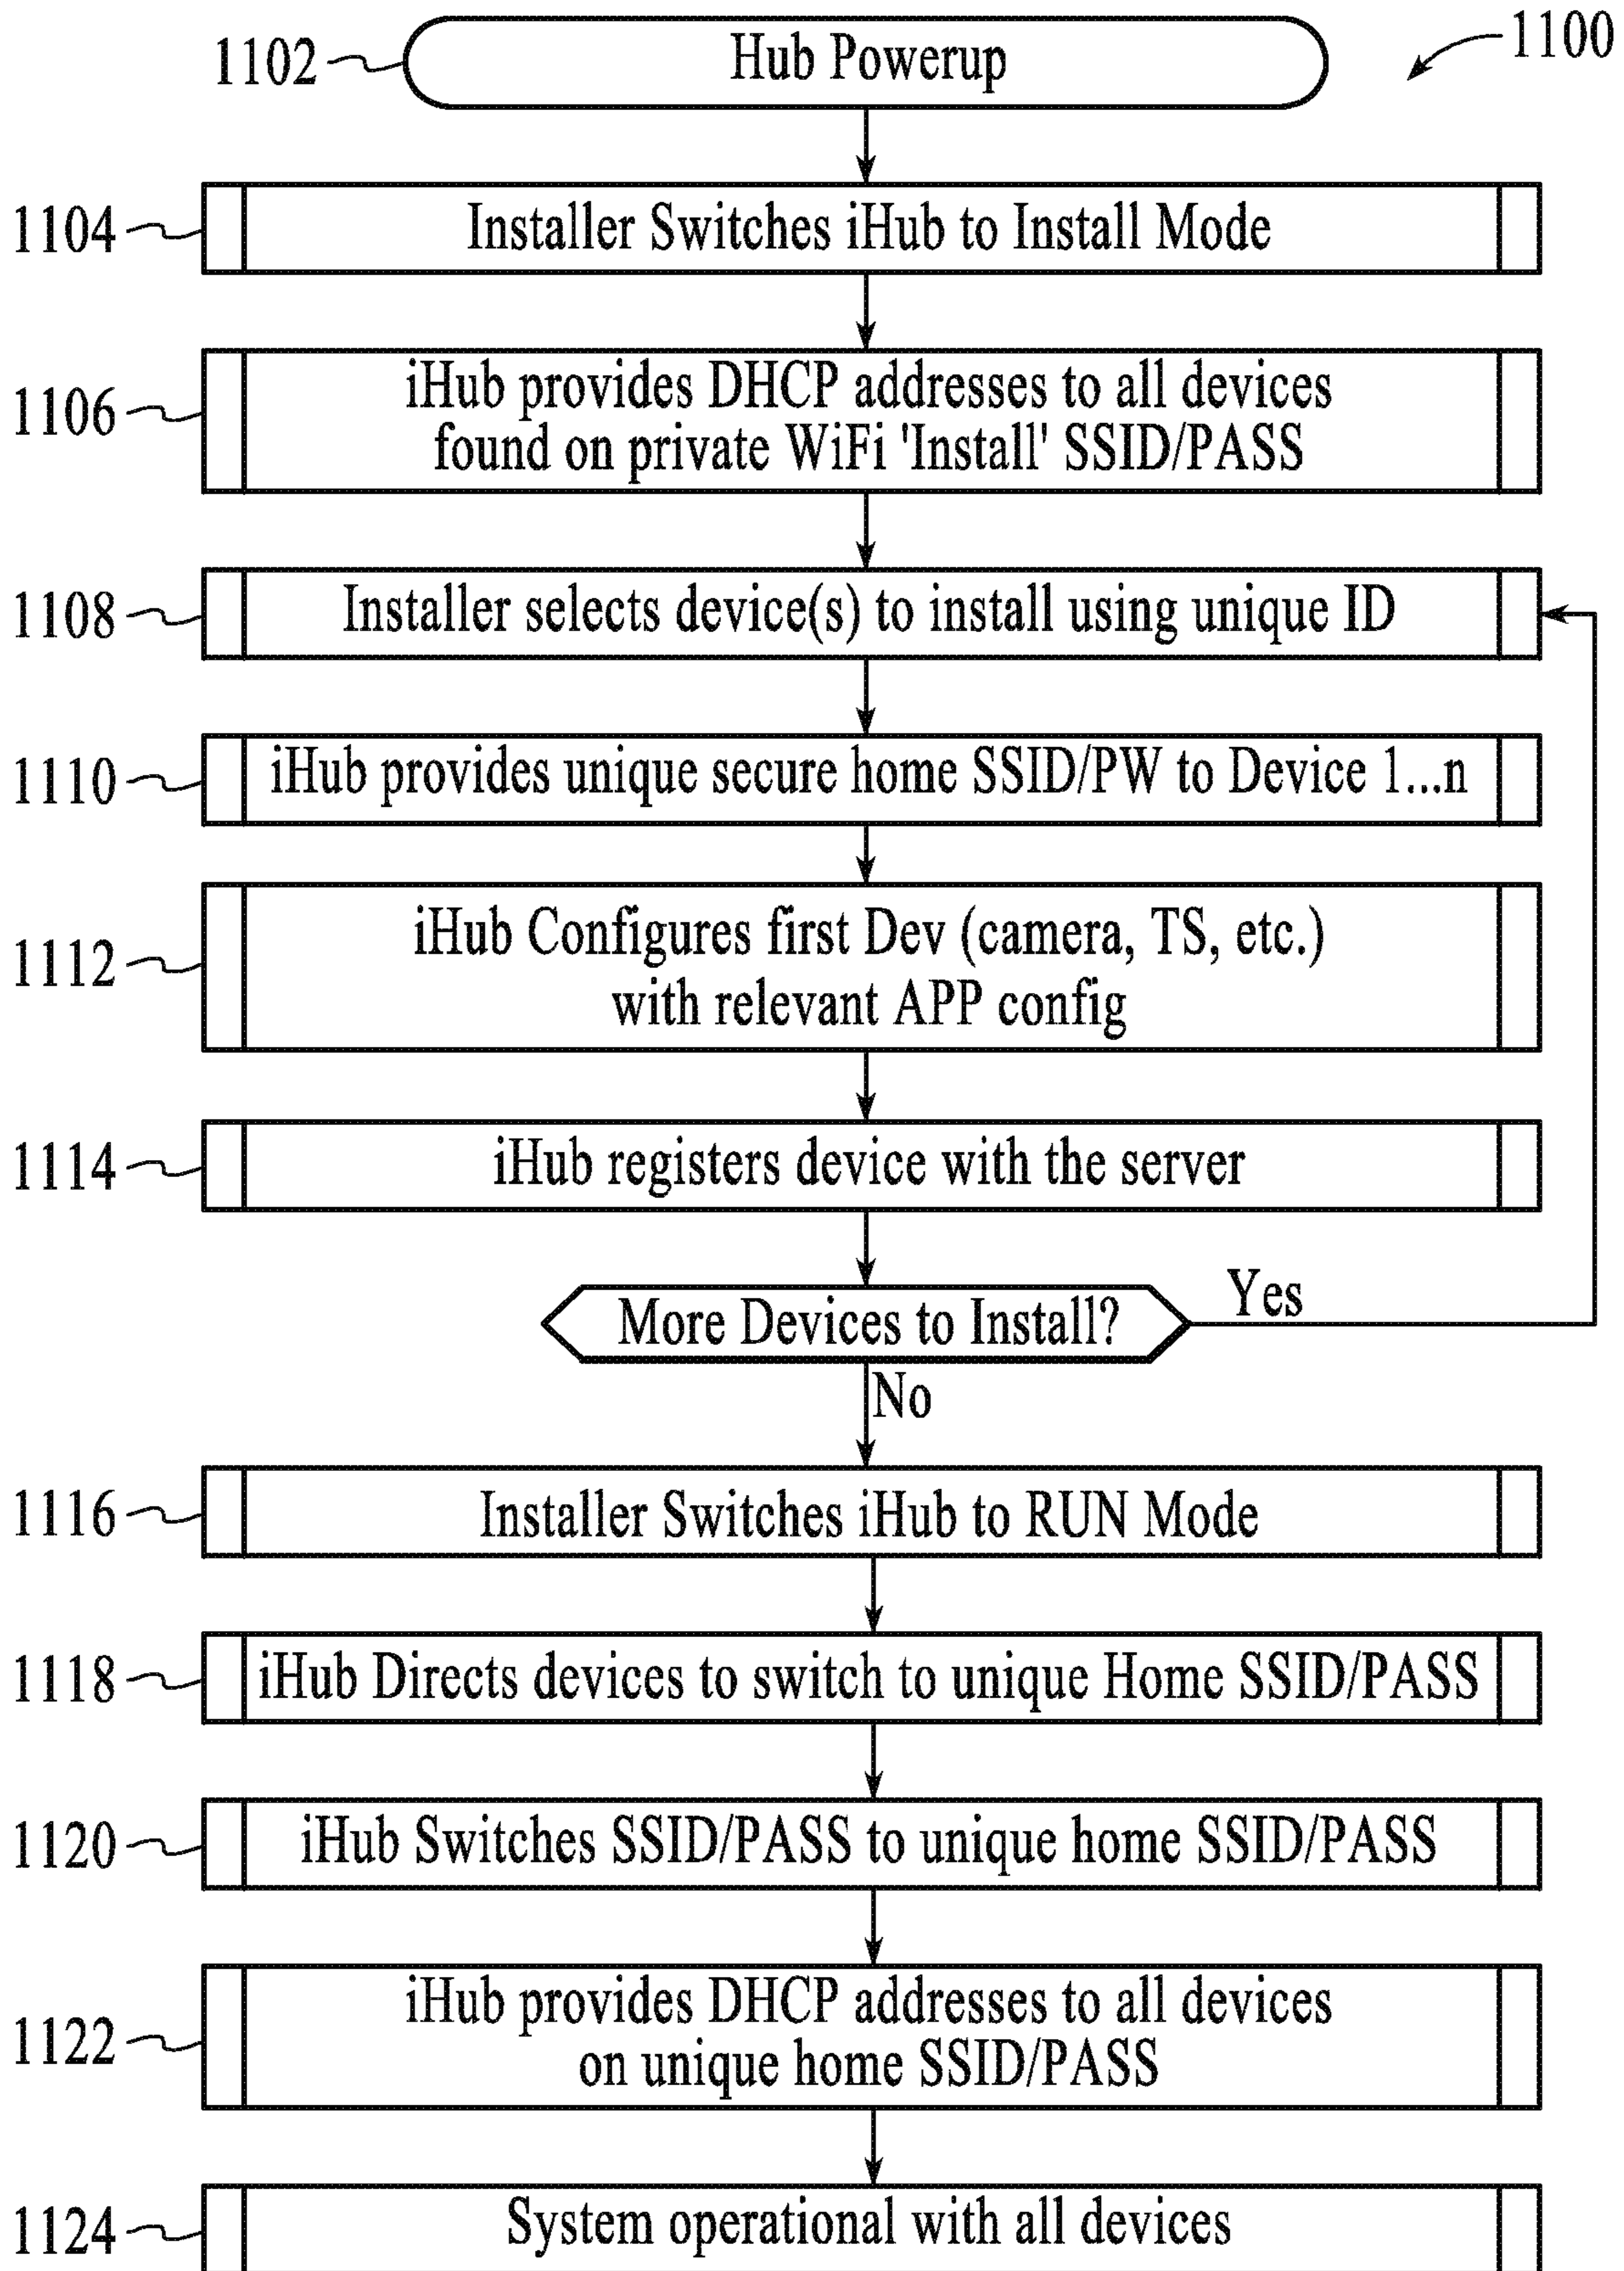 1100
1102
Hub Powerup
1104
Installer Switches iHub to Install Mode
1106
iHub provides DHCP addresses to all devices
found on private WiFi 'Install' SSID/PASS
1108
Installer selects device(s) to install using unique ID
1110
iHub provides unique secure home SSID/PW to Device 1...n
1112
iHub Configures first Dev (camera, TS, etc.)
with relevant APP config
1114
iHub registers device with the server
More Devices to Install?
Yes
No
1116
Installer Switches iHub to RUN Mode
1118
iHub Directs devices to switch to unique Home SSID/PASS
1120
iHub Switches SSID/PASS to unique home SSID/PASS
1122
iHub provides DHCP addresses to all devices
on unique home SSID/PASS
1124
System operational with all devices